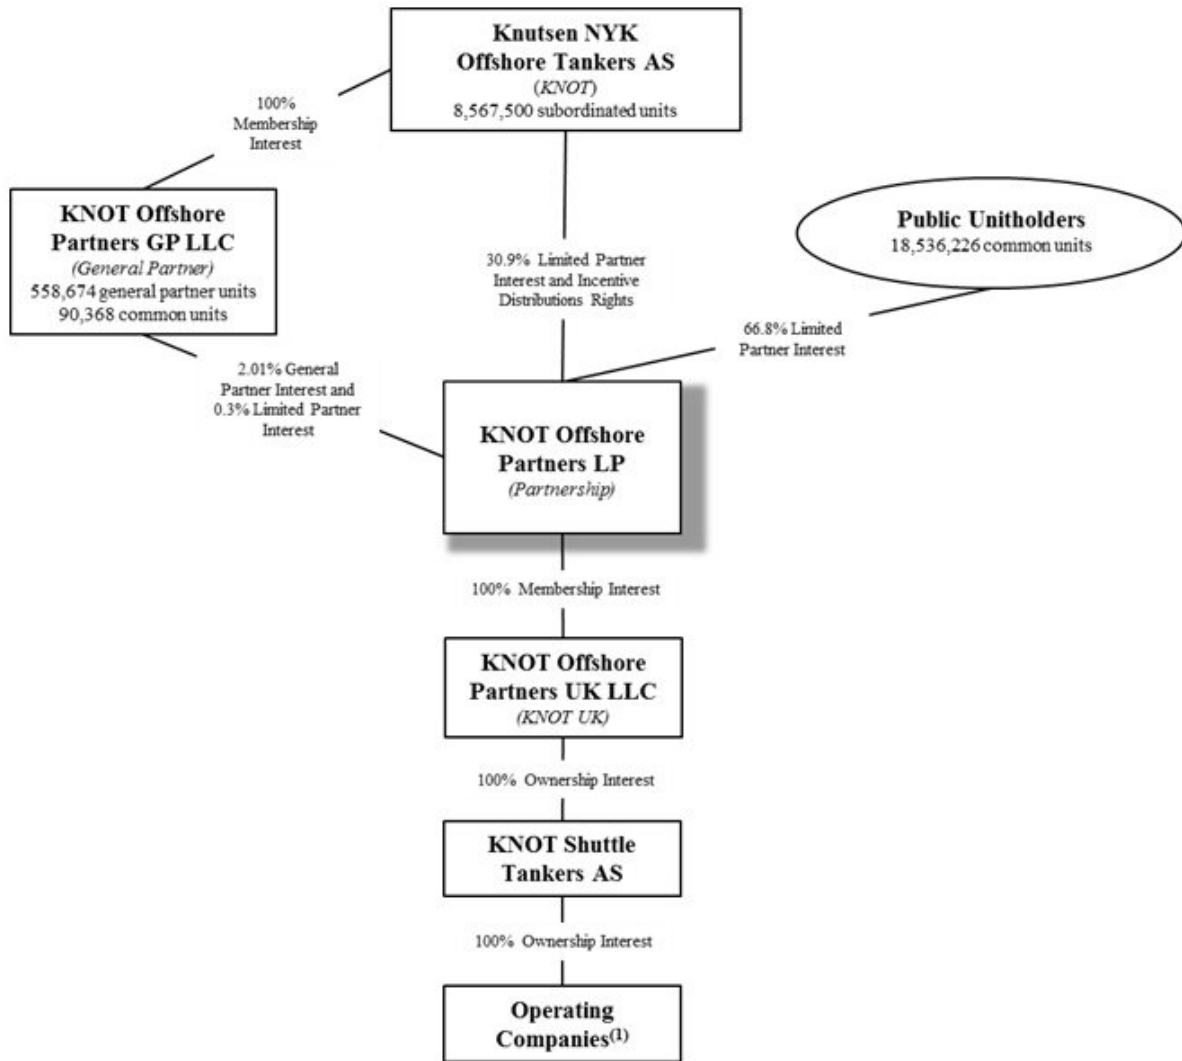 Knutsen NYK
Offshore Tankers AS
(KNOT)
8,567,500 subordinated units
100%
Membership
Interest
KNOT Offshore
Partners GP LLC
(General Partner)
558,674 general partner units
90,368 common units
Public Unitholders
18,536,226 common units
30.9% Limited Partner
Interest and Incentive
Distributions Rights
66.8% Limited
Partner Interest
2.01% General
Partner Interest and
0.3% Limited Partner
Interest
KNOT Offshore
Partners LP
(Partnership)
100% Membership Interest
KNOT Offshore
Partners UK LLC
(KNOT UK)
100% Ownership Interest
KNOT Shuttle
Tankers AS
100% Ownership Interest
Operating
Companies(1)